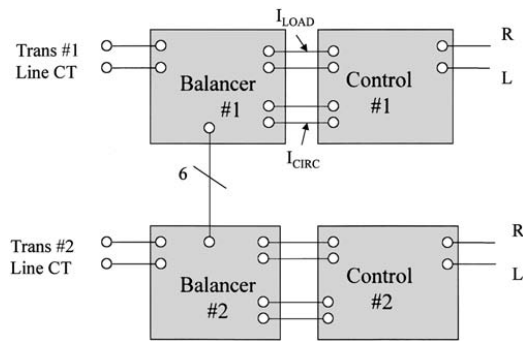 I_LOAD
Trans #1
Line CT
Balancer
#1
Control
#1
R
L
I_CIRC
6
Trans #2
Line CT
Balancer
#2
Control
#2
R
L